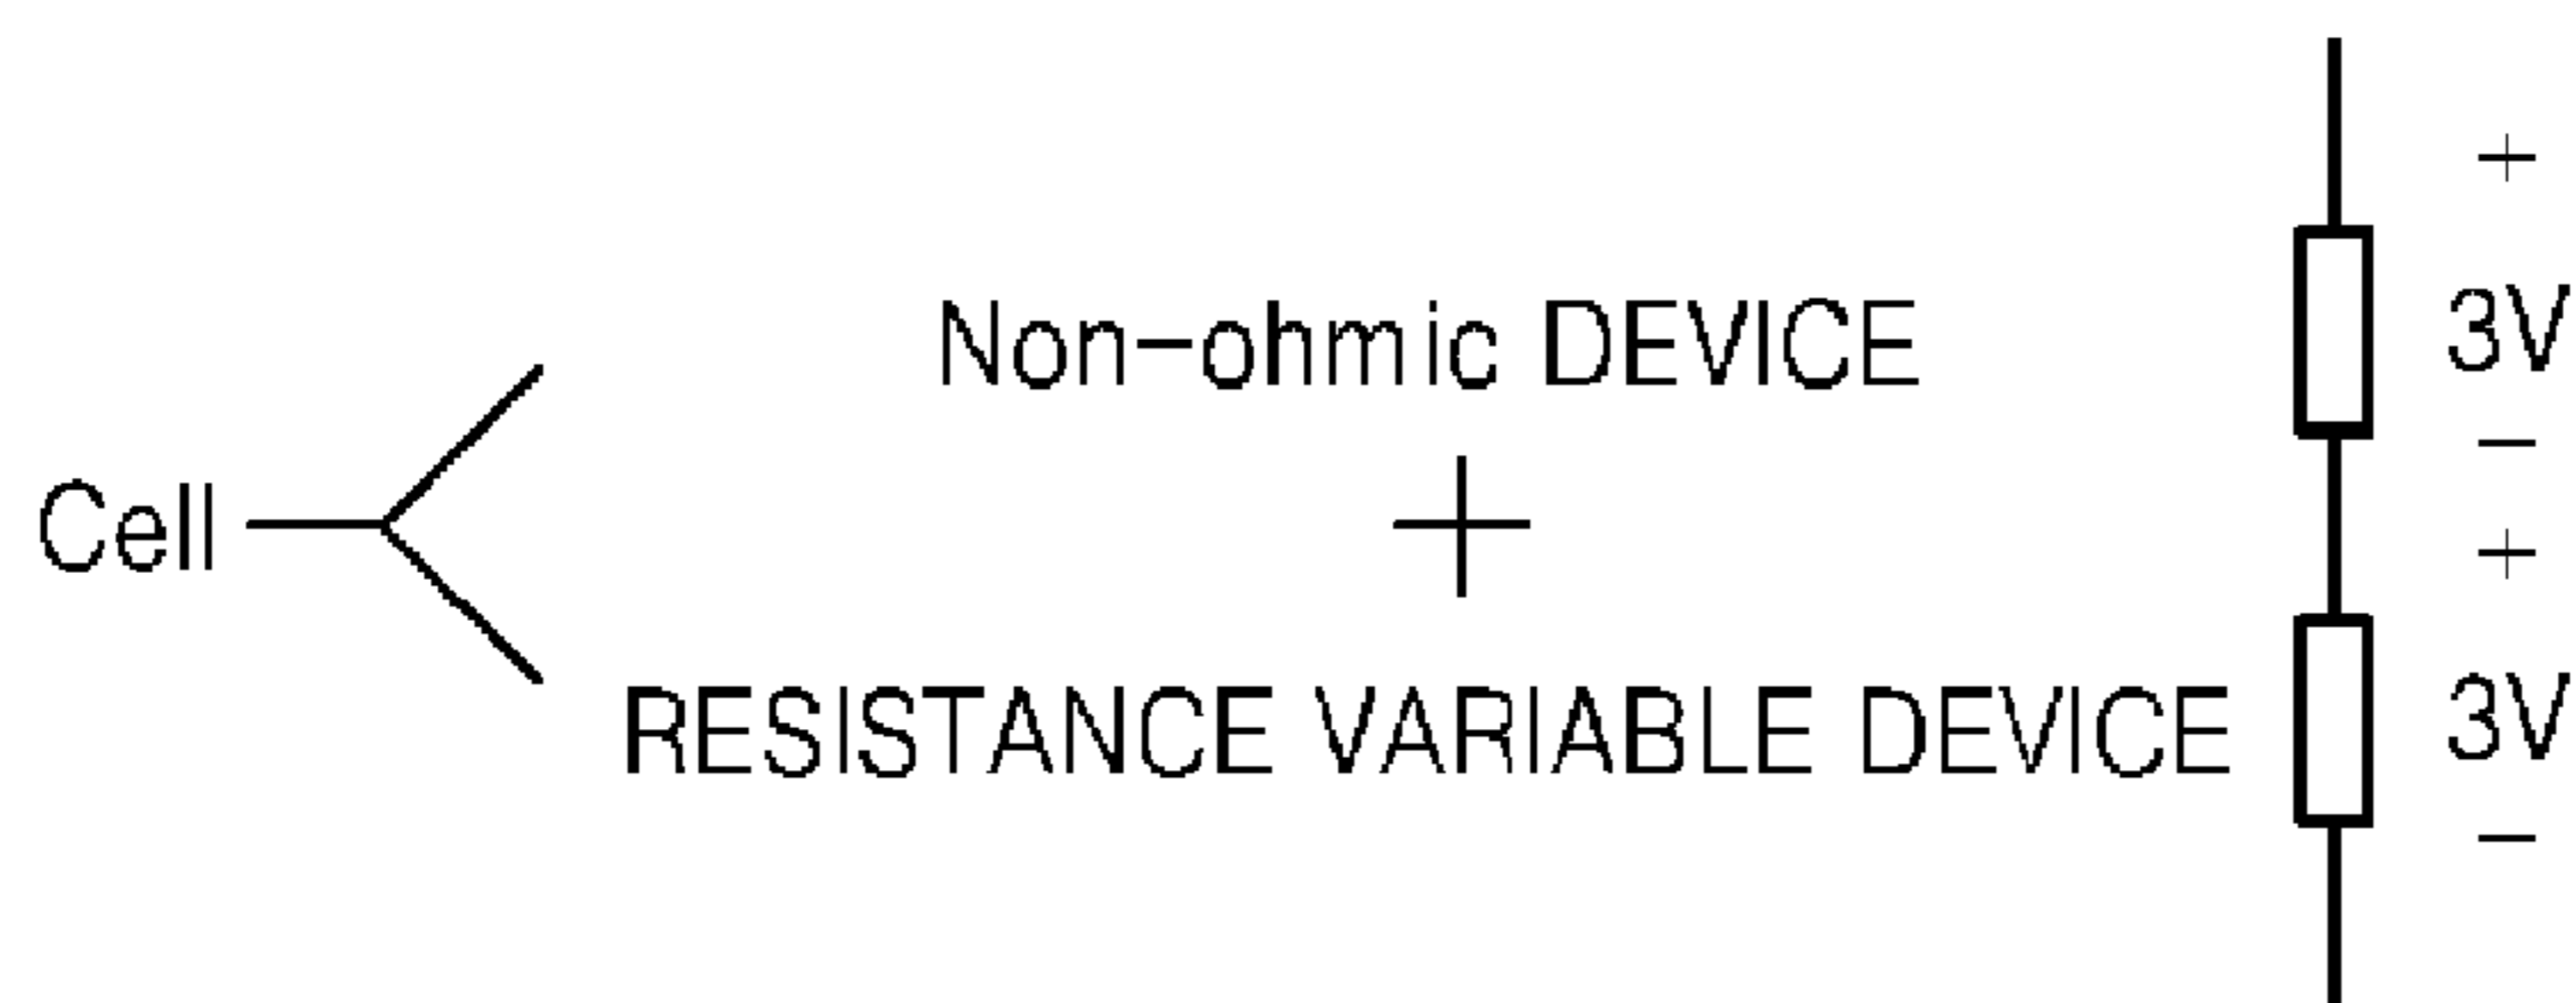 +
Non-ohmic DEVICE 3V
−
Cell + +
RESISTANCE VARIABLE DEVICE 3V
−